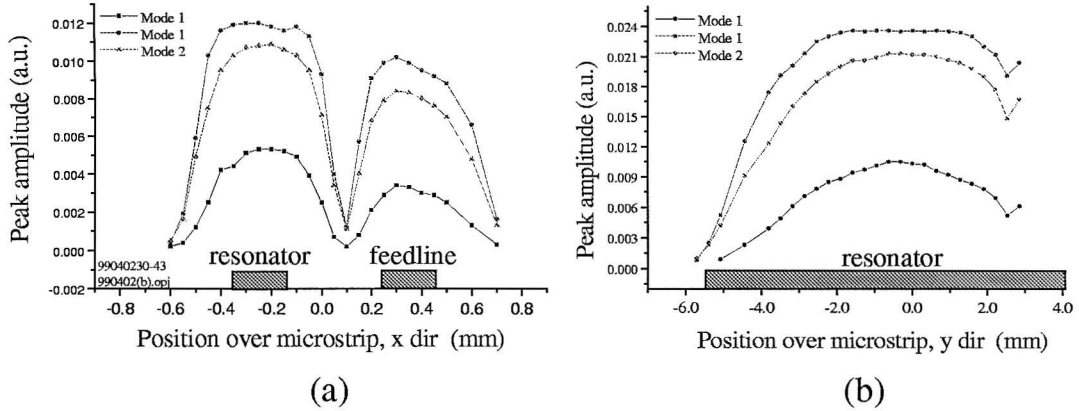 (a)
Mode 1
Mode 1
Mode 2
Peak amplitude (a.u.)
0.012
0.010
0.008
0.006
0.004
0.002
0.000
-0.002
resonator
feedline
99040230-43
990402(b).opj
-0.8 -0.6 -0.4 -0.2 0.0 0.2 0.4 0.6 0.8
Position over microstrip, x dir (mm)
(a)
y.
Mode 1
Mode 1
Mode 2
Peak amplitude (a.u.)
0.024
0.021
0.018
0.015
0.012
0.009
0.006
0.003
0.000
resonator
-6.0 -4.0 -2.0 0.0 2.0 4.0
Position over microstrip, y dir (mm)
(b)